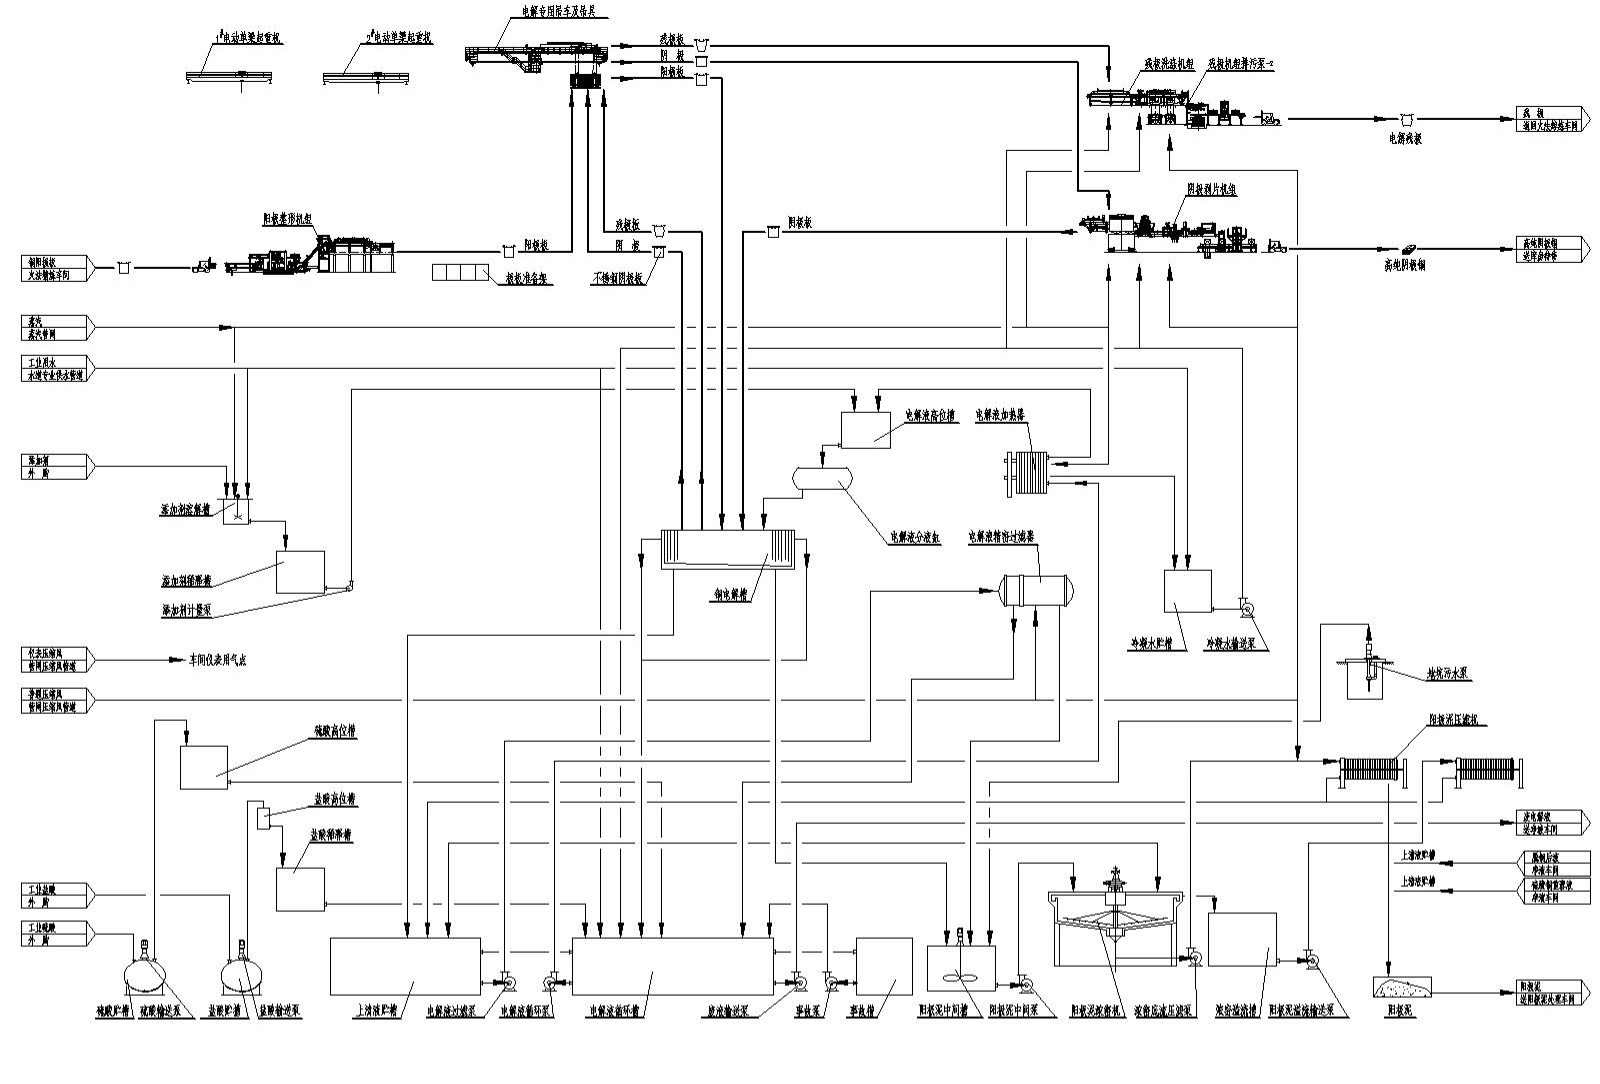 电解专用吊车及吊具
1#电动单梁起重机
2#电动单梁起重机
残极板
阴 极
阳极板
残极洗涤机组
残极机组排污泵-2
残 极
返回火法熔炼车间
电解残极
阳极整形机组
残极板
阴 极
阳极板
阳极板
阴极剥片机组
高纯阴极铜
高纯阴极铜
铜阳极板
火法精炼车间
极板准备架
不锈钢阴极板
蒸汽
蒸汽管网
工业用水
水道专业供水管道
电解液高位槽
电解液加热器
添加剂
外 购
添加剂溶解槽
电解液分液缸
电解液精密过滤器
添加剂稀释槽
添加剂计量泵
铜电解槽
冷凝水贮槽
冷凝水输送泵
仪表压缩风
管网压缩风管道
车间仪表用气点
普通压缩风
管网压缩风管道
地坑污水泵
硫酸高位槽
阳极泥压滤机
盐酸高位槽
盐酸稀释槽
废电解液
送净液车间
上清液贮槽
脱铜后液
净液车间
上清液贮槽
净液车间
工业盐酸
外 购
工业硫酸
外 购
阳极泥
送阳极泥处理车间
硫酸贮槽
硫酸输送泵
盐酸贮槽
盐酸输送泵
上清液贮槽
电解液过滤泵
电解液循环泵
电解液循环槽
废液输送泵
事故泵
事故槽
阳极泥中间槽
阳极泥中间泵
阳极泥浓密机
浓密底流压滤泵
浓密溢流槽
阳极泥溢流输送泵
阳极泥